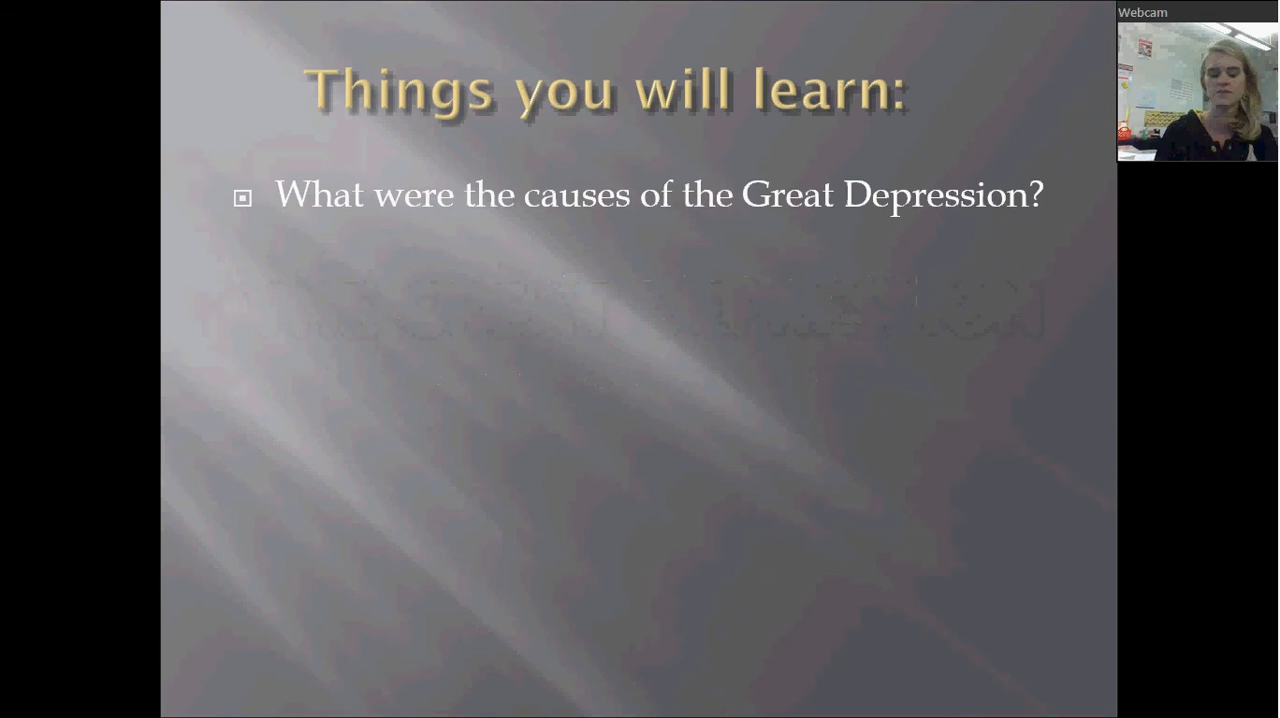 Webcam
Things you will learn:
What were the causes of the Great Depression?